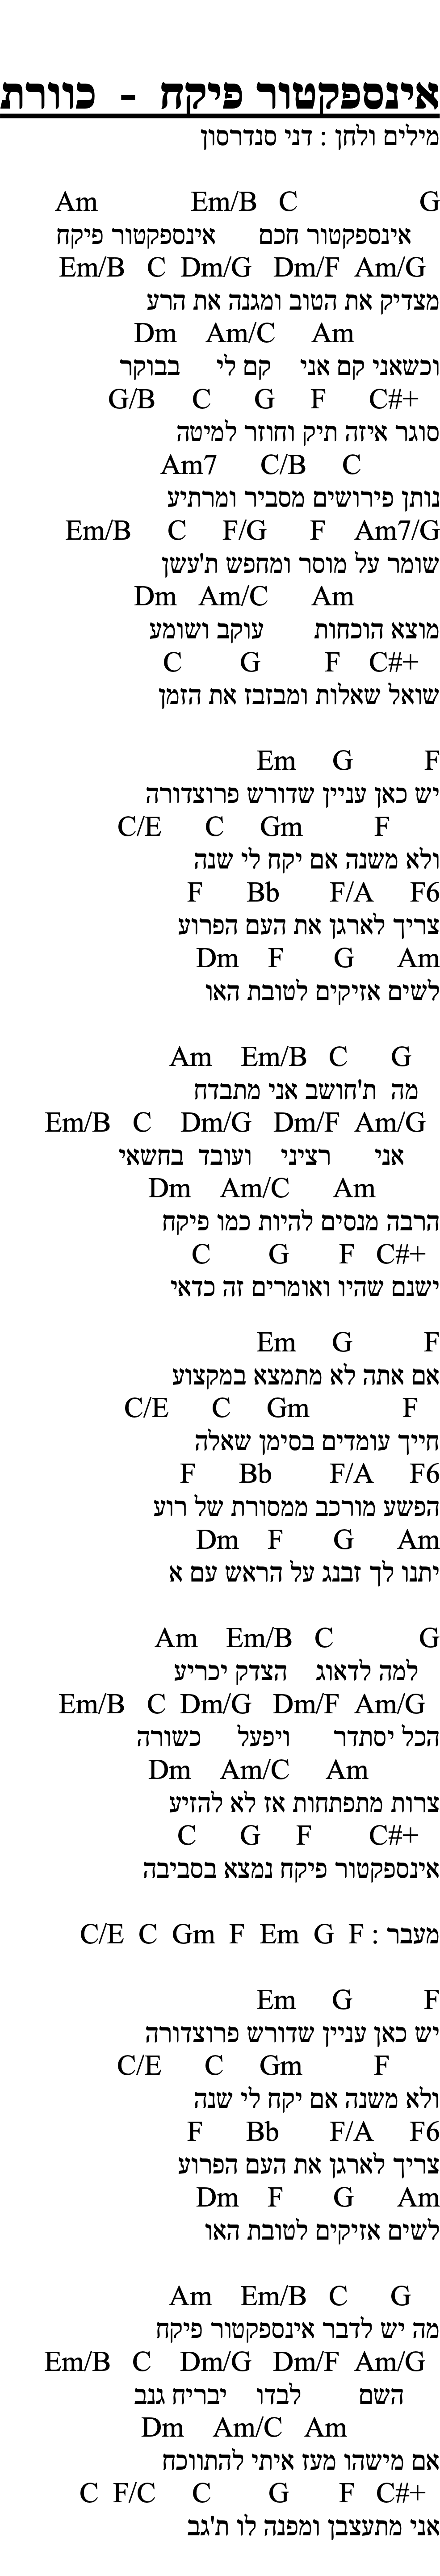 אינספקטור פיקח - כוורת
מילים ולחן : דני סנדרסון
Am Em/B C G
אינספקטור חכם אינספקטור פיקח
Em/B C Dm/G Dm/F Am/G
מצדיק את הטוב ומגנה את הרע
Dm Am/C Am
וכשאני קם אני קם לי בבוקר
G/B C G F C#+
סוגר איזה תיק וחוזר למיטה
Am7 C/B C
נותן פירושים מסביר ומרתיע
Em/B C F/G F Am7/G
שומר על מוסר ומחפש ת'עשן
Dm Am/C Am
מוצא הוכחות עוקב ושומע
C G F C#+
שואל שאלות ומבזבז את הזמן
Em G F
יש כאן עניין שדורש פרוצדורה
C/E C Gm F
ולא משנה אם יקח לי שנה
F Bb F/A F6
צריך לארגן את העם הפרוע
Dm F G Am
לשים אזיקים לטובת האו
Am Em/B C G
מה ת'חושב אני מתבדח
Em/B C Dm/G Dm/F Am/G
אני רציני ועובד בחשאי
Dm Am/C Am
הרבה מנסים להיות כמו פיקח
C G F C#+
ישנם שהיו ואומרים זה כדאי
Em G F
אם אתה לא מתמצא במקצוע
C/E C Gm F
חייך עומדים בסימן שאלה
F Bb F/A F6
הפשע מורכב ממסורת של רוע
Dm F G Am
יתנו לך זבנג על הראש עם א
Am Em/B C G
למה לדאוג הצדק יכריע
Em/B C Dm/G Dm/F Am/G
הכל יסתדר ויפעל כשורה
Dm Am/C Am
צרות מתפתחות אז לא להזיע
C G F C#+
אינספקטור פיקח נמצא בסביבה
מעבר : C/E C Gm F Em G F
Em G F
יש כאן עניין שדורש פרוצדורה
C/E C Gm F
ולא משנה אם יקח לי שנה
F Bb F/A F6
צריך לארגן את העם הפרוע
Dm F G Am
לשים אזיקים לטובת האו
Am Em/B C G
מה יש לדבר אינספקטור פיקח
Em/B C Dm/G Dm/F Am/G
השם לבדו יבריח גנב
Dm Am/C Am
אם מישהו מעז איתי להתווכח
C F/C C G F C#+
אני מתעצבן ומפנה לו ת'גב